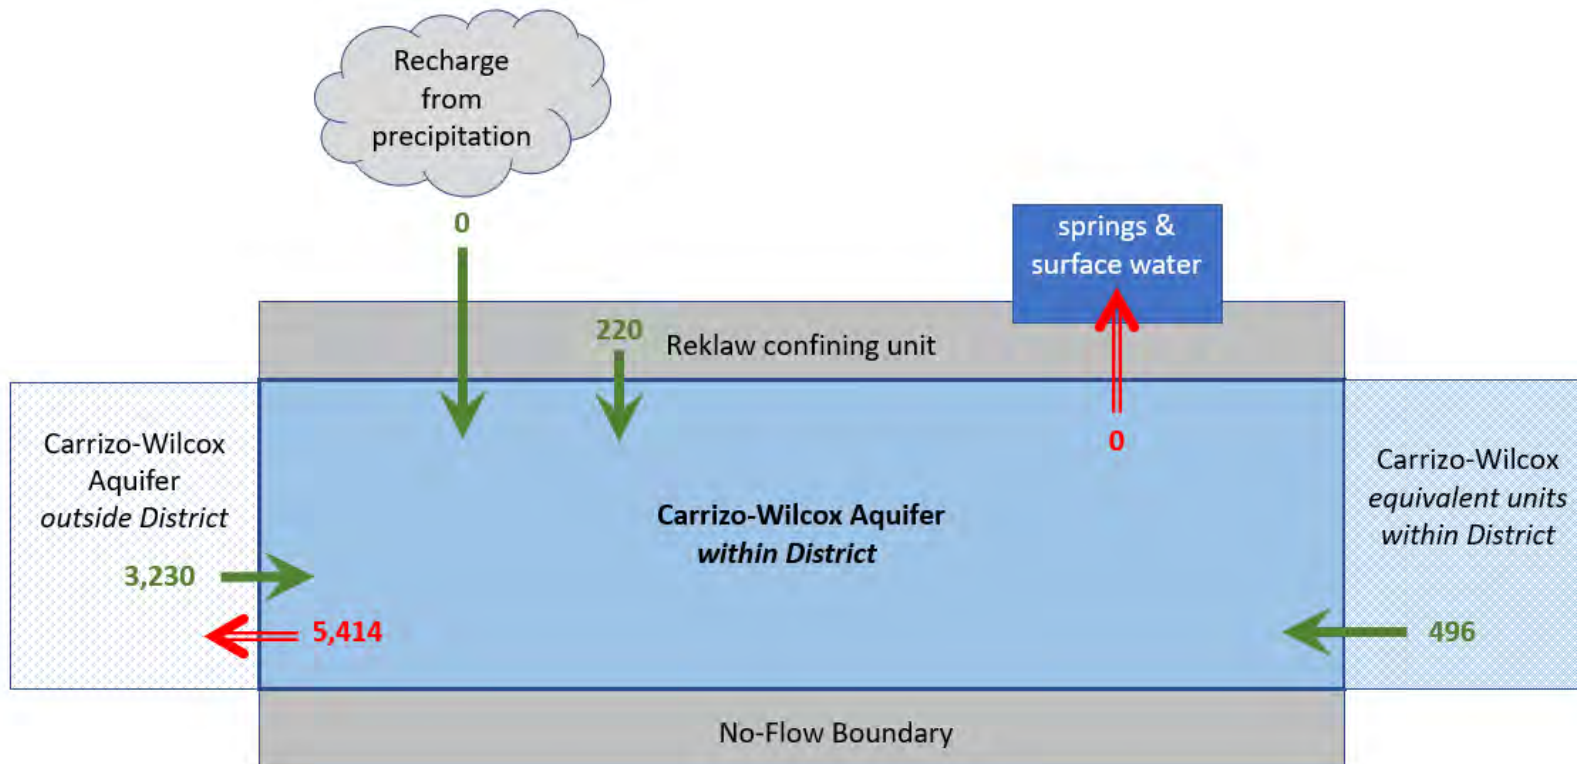 Recharge
from
precipitation
0
springs &
surface water
220
Reklaw confining unit
0
Carrizo-Wilcox
Aquifer
outside District
3,230
5,414
Carrizo-Wilcox Aquifer
within District
Carrizo-Wilcox
equivalent units
within District
496
No-Flow Boundary